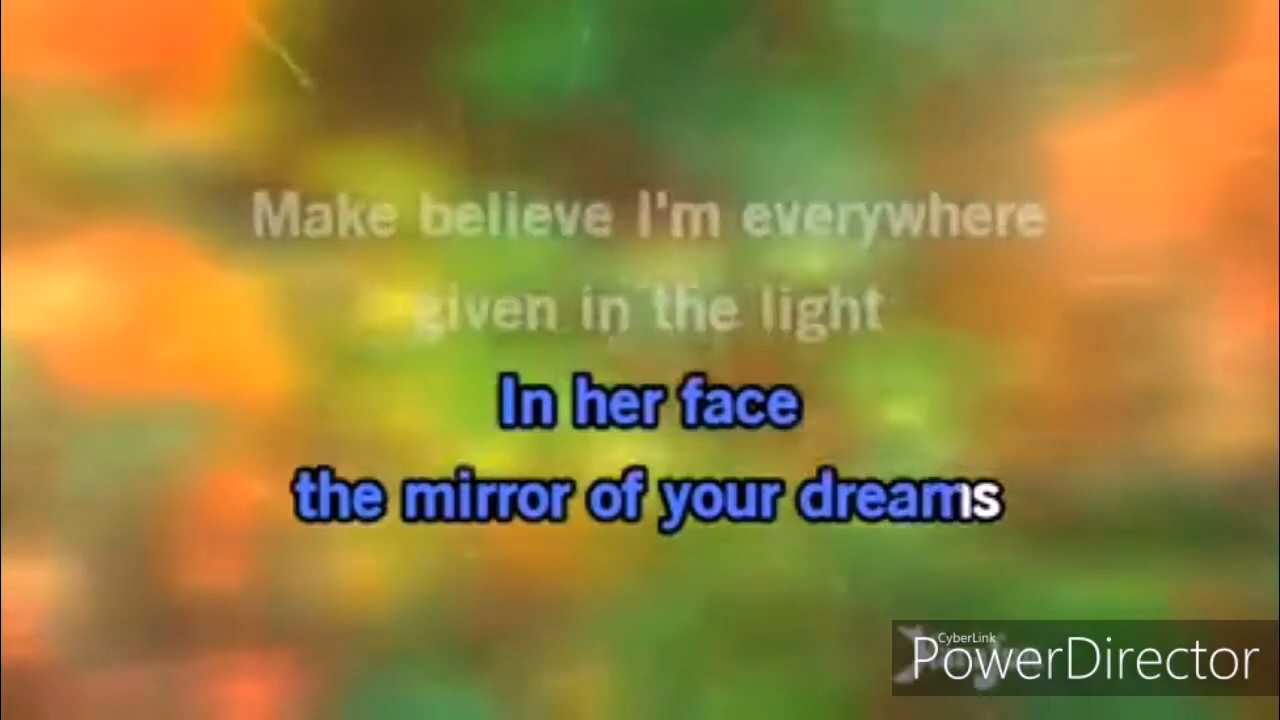 Make believe I'm everywhere
given in the light
In her face
the mirror of your dreams
CyberLink
PowerDirector